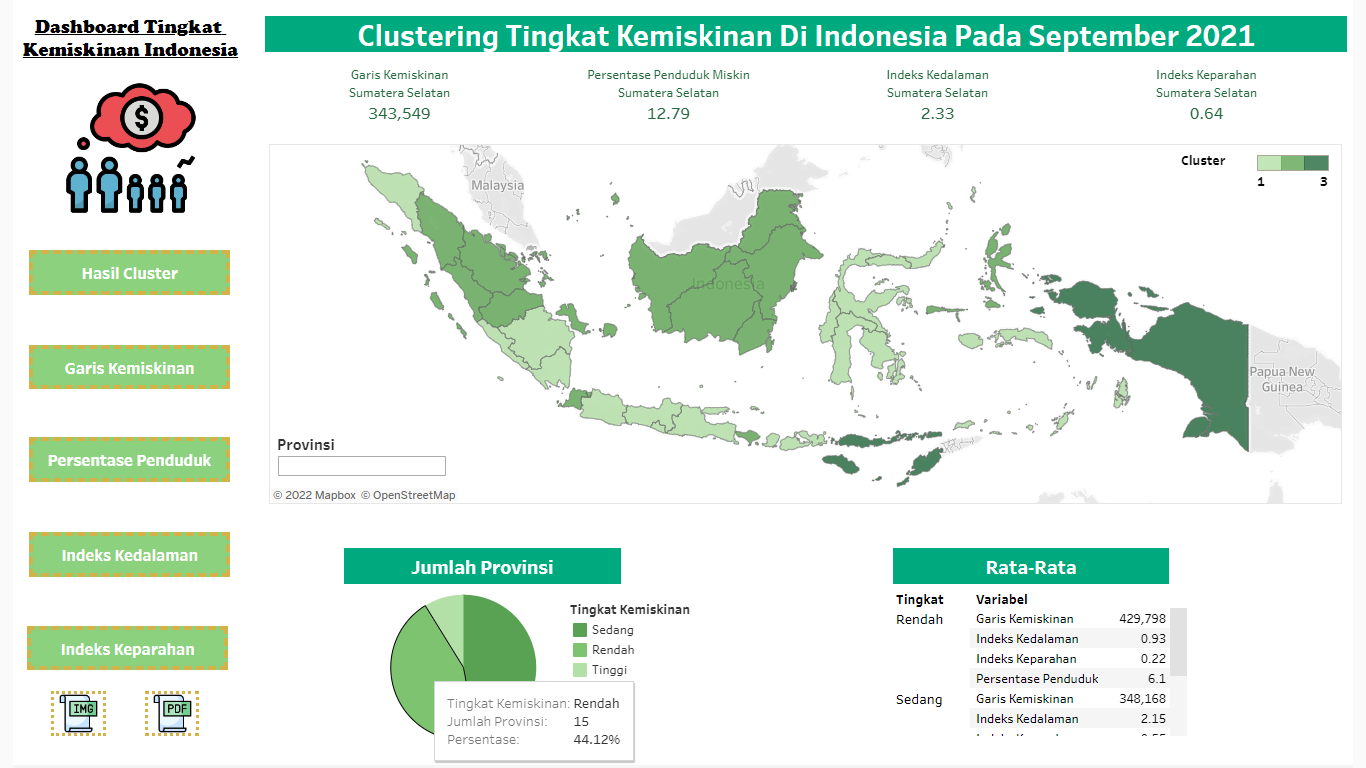 Dashboard Tingkat
Kemiskinan Indonesia
$
Hasil Cluster
Garis Kemiskinan
Persentase Penduduk
Indeks Kedalaman
Indeks Keparahan
IMG
PDF
Clustering Tingkat Kemiskinan Di Indonesia Pada September 2021
Garis Kemiskinan
Sumatera Selatan
343,549
Persentase Penduduk Miskin
Sumatera Selatan
12.79
Indeks Kedalaman
Sumatera Selatan
2.33
Indeks Keparahan
Sumatera Selatan
0.64
Cluster
1 3
Malaysia
Indonesia
Papua New
Guinea
Provinsi
© 2022 Mapbox © OpenStreetMap
Jumlah Provinsi
Tingkat Kemiskinan
Sedang
Rendah
Tinggi
Tingkat Kemiskinan: Rendah
Jumlah Provinsi: 15
Persentase: 44.12%
Rata-Rata
Tingkat Variabel
Rendah Garis Kemiskinan 429,798
Indeks Kedalaman 0.93
Indeks Keparahan 0.22
Persentase Penduduk 6.1
Sedang Garis Kemiskinan 348,168
Indeks Kedalaman 2.15